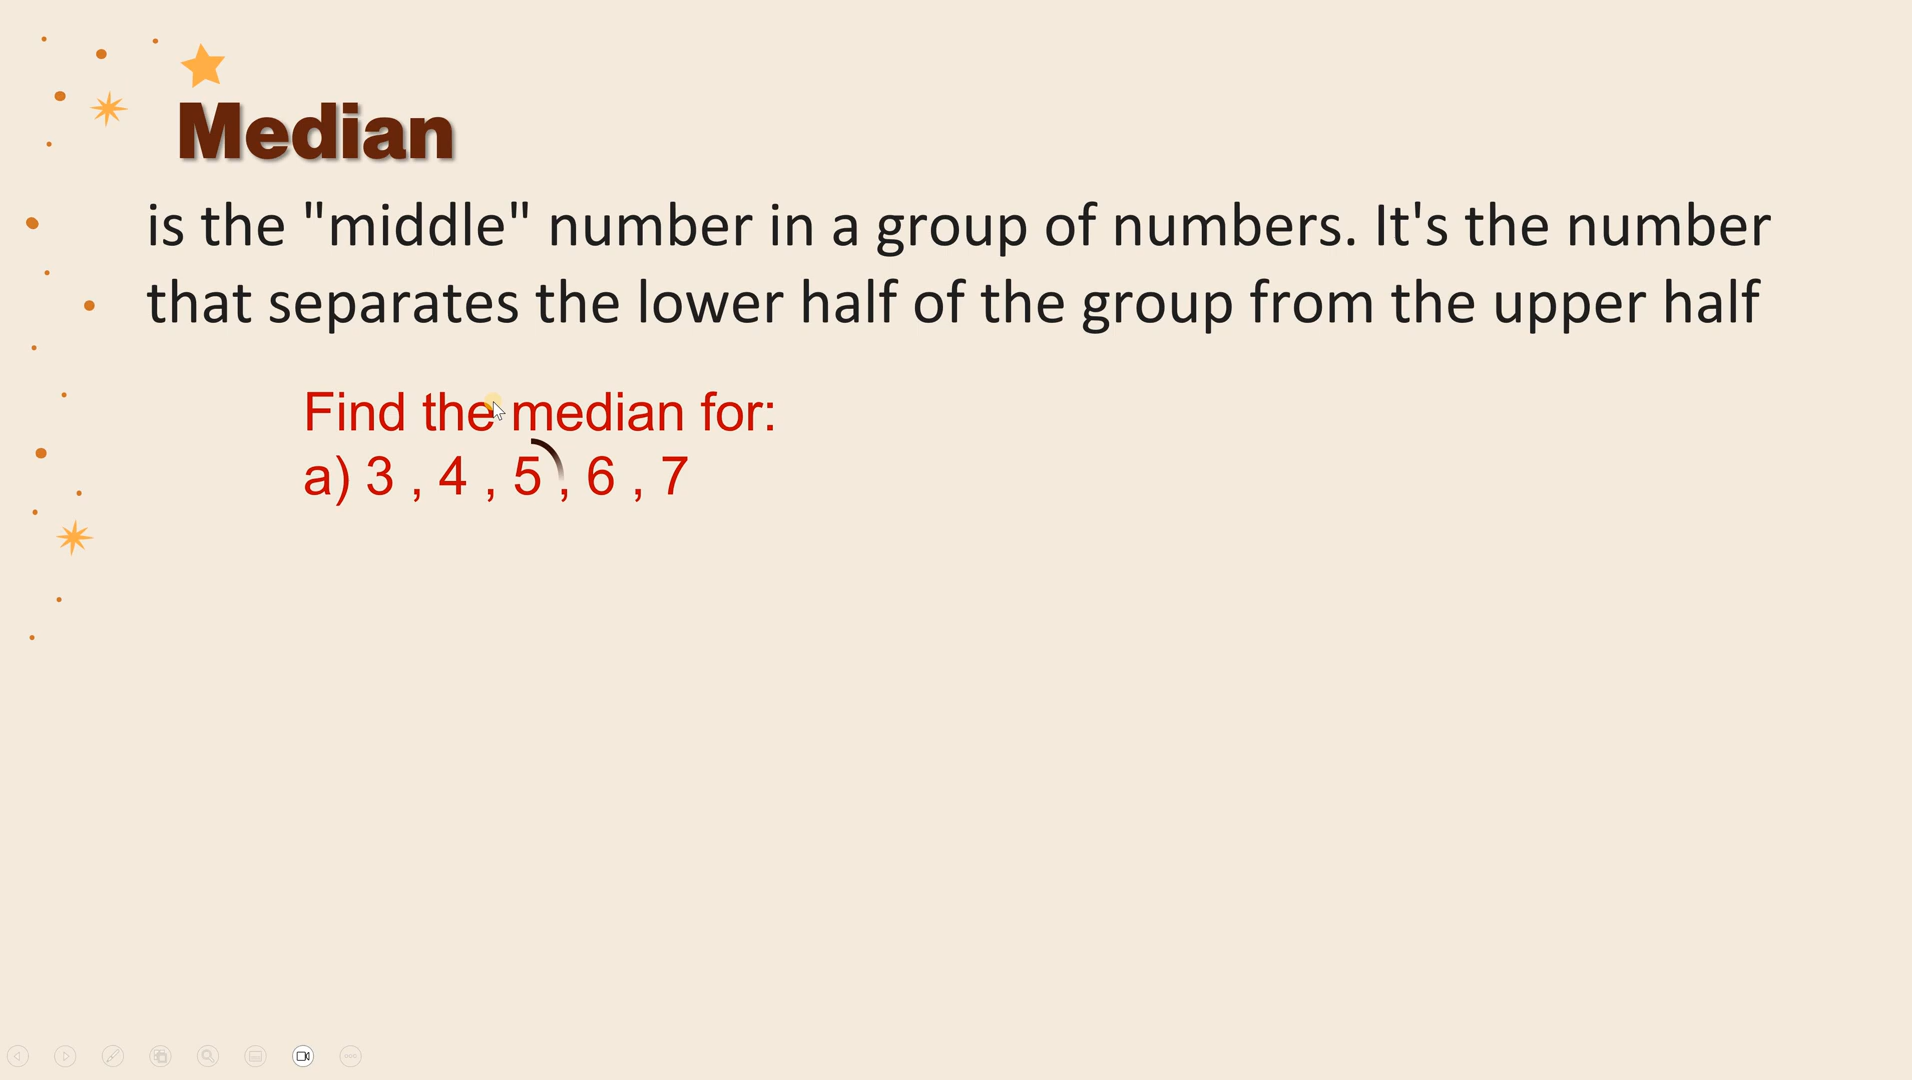 Median
is the "middle" number in a group of numbers. It's the number
that separates the lower half of the group from the upper half
Find the median for:
a) 3 , 4 , 5 , 6 , 7